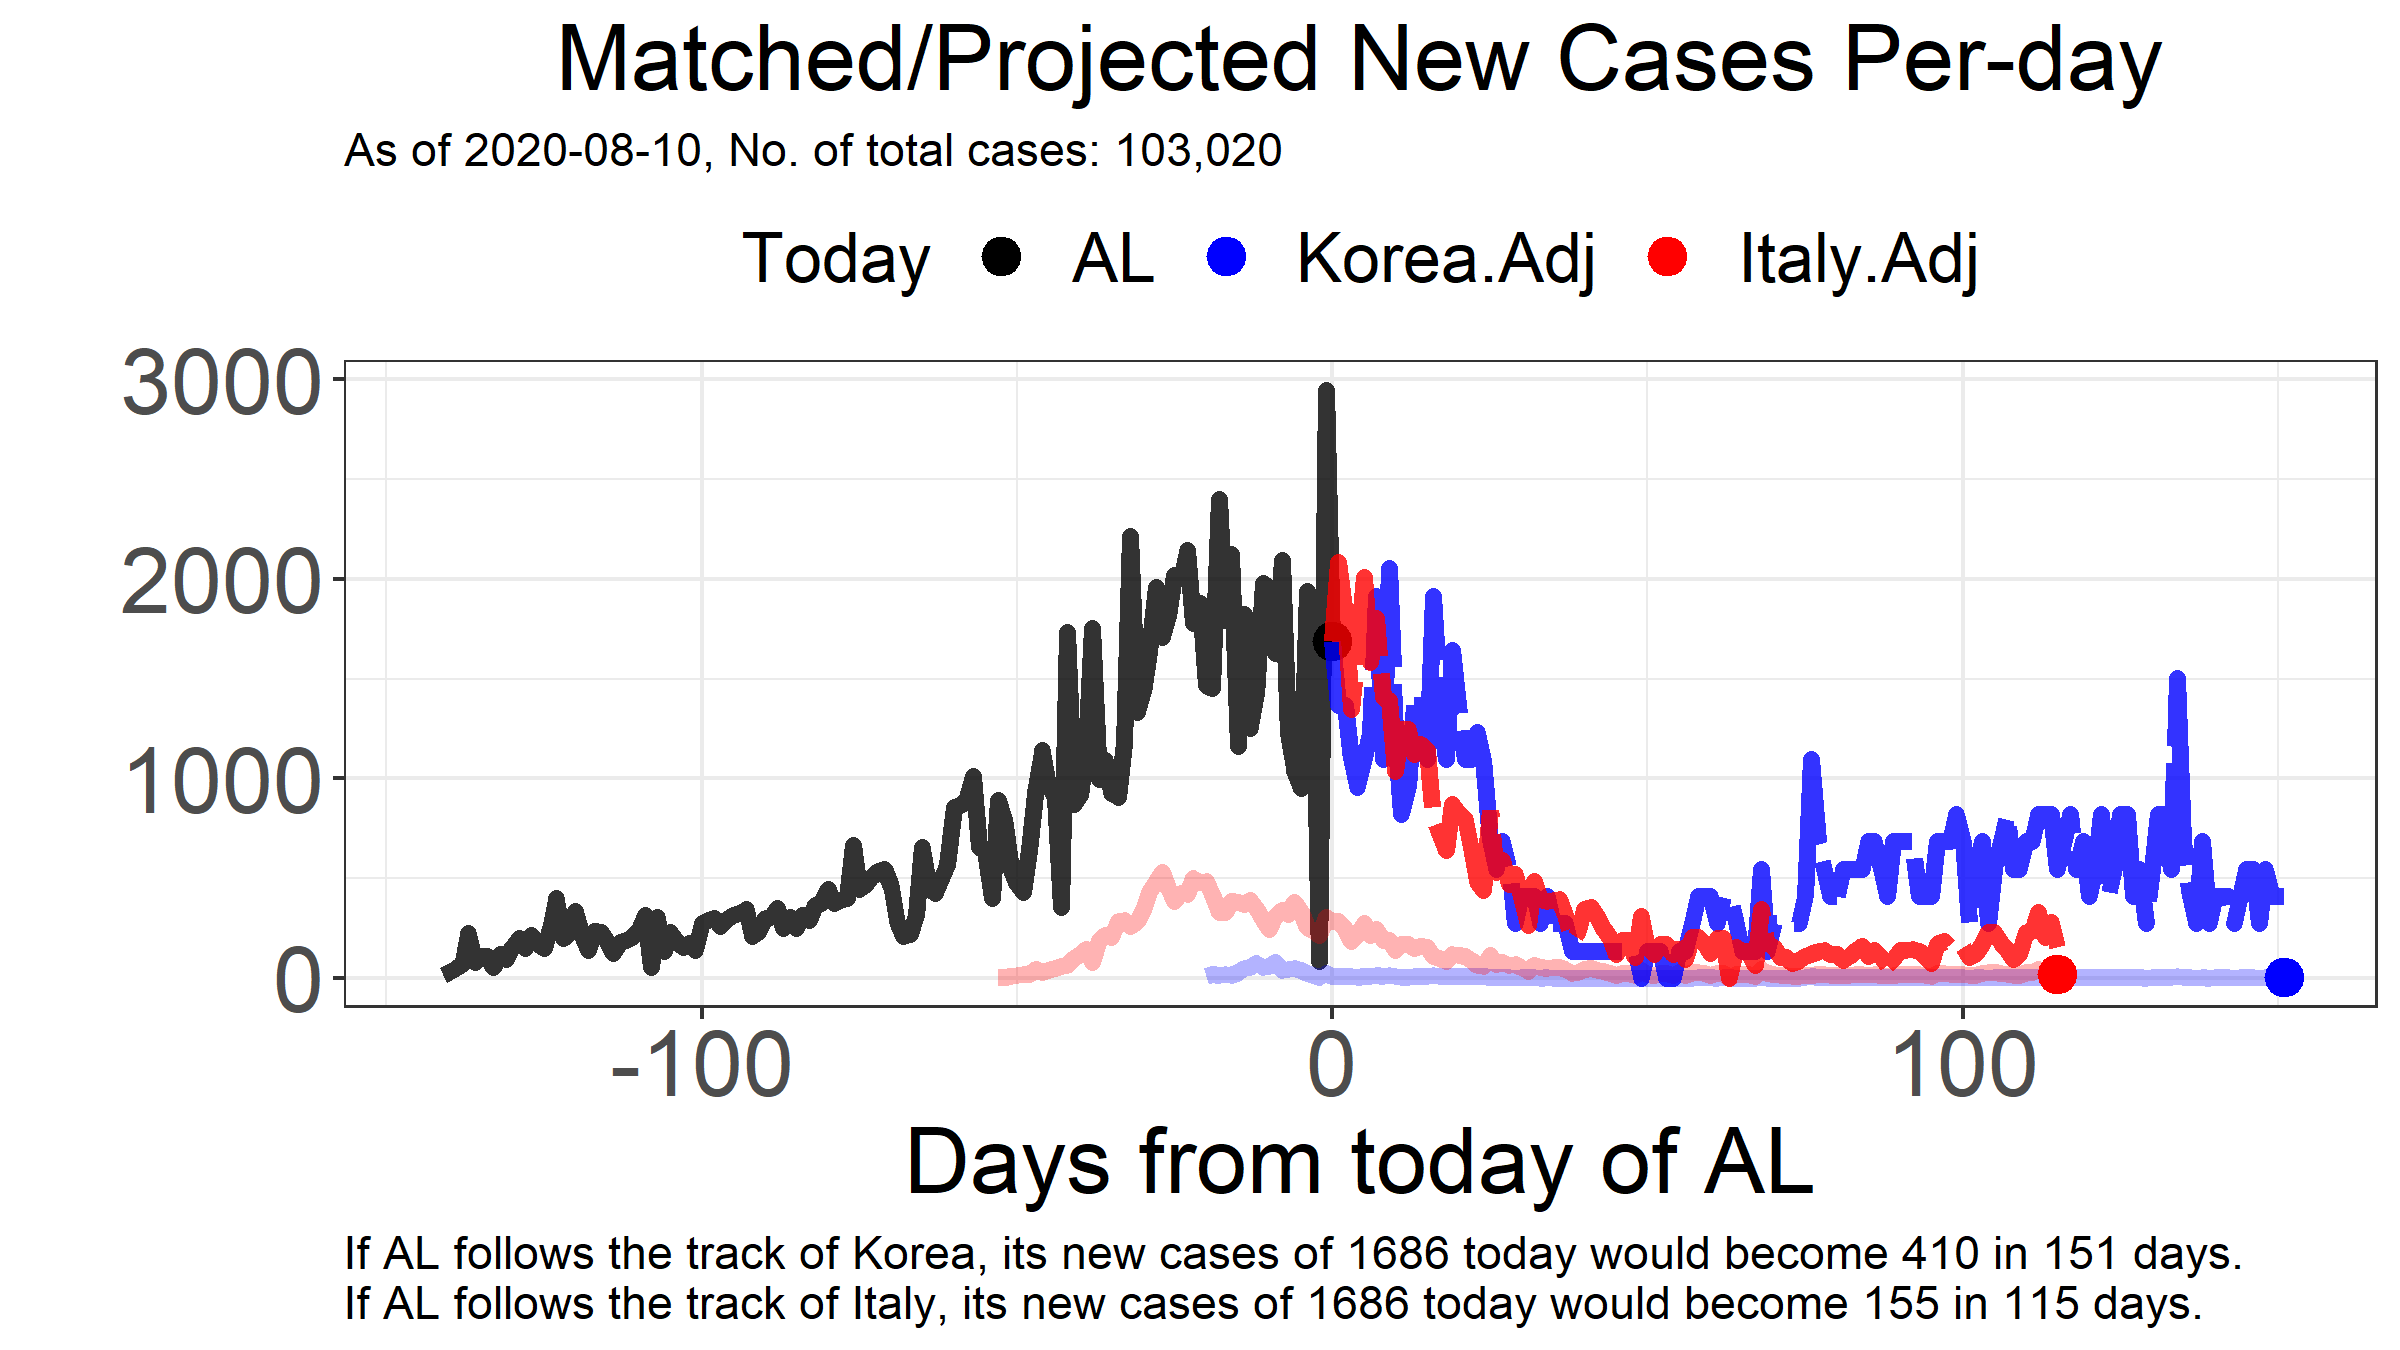 Matched/Projected New Cases Per-day
As of 2020-08-10, No. of total cases: 103,020
Today AL Korea.Adj Italy.Adj
3000
2000
1000
0
-100 0 100
Days from today of AL
If AL follows the track of Korea, its new cases of 1686 today would become 410 in 151 days.
If AL follows the track of Italy, its new cases of 1686 today would become 155 in 115 days.